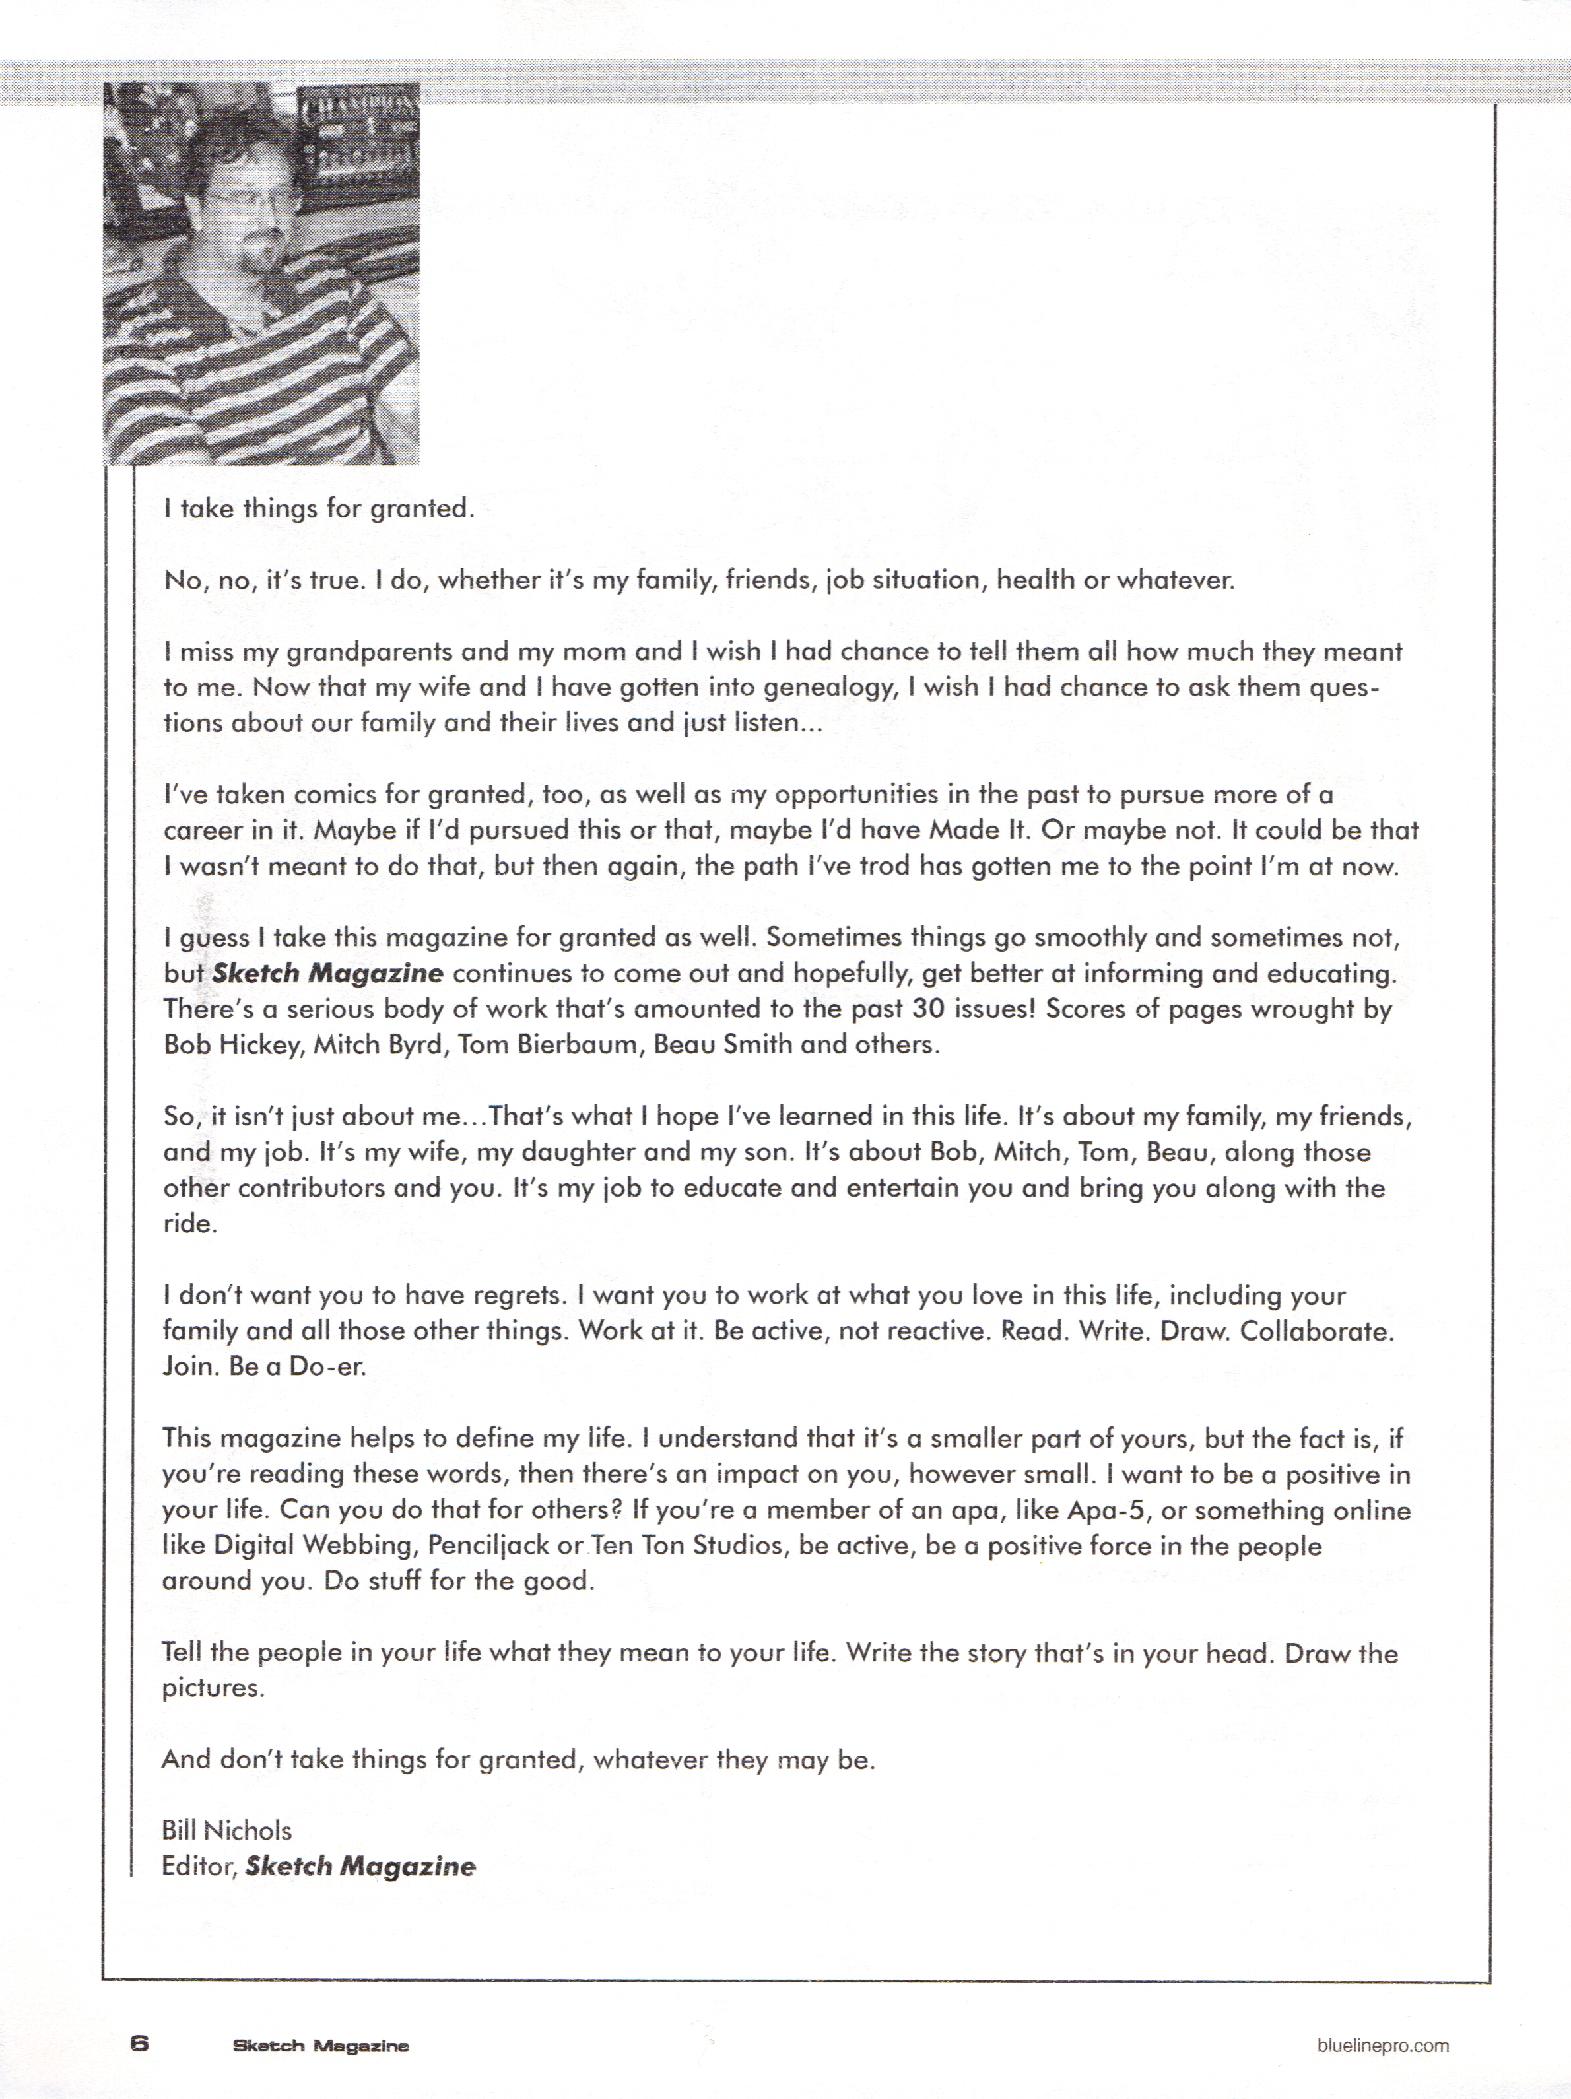 CHAMPION
I take things for granted.
No, no, it's true. I do, whether it's my family, friends, job situation, health or whatever.
I miss my grandparents and my mom and I wish I had chance to tell them all how much they meant
to me. Now that my wife and I have gotten into genealogy, I wish I had chance to ask them ques-
tions about our family and their lives and just listen...
I've taken comics for granted, too, as well as my opportunities in the past to pursue more of a
career in it. Maybe if I'd pursued this or that, maybe I'd have Made It. Or maybe not. It could be that
I wasn't meant to do that, but then again, the path I've trod has gotten me to the point I'm at now.
I guess I take this magazine for granted as well. Sometimes things go smoothly and sometimes not,
but Sketch Magazine continues to come out and hopefully, get better at informing and educating.
There's a serious body of work that's amounted to the past 30 issues! Scores of pages wrought by
Bob Hickey, Mitch Byrd, Tom Bierbaum, Beau Smith and others.
So, it isn't just about me...That's what I hope I've learned in this life. It's about my family, my friends,
and my job. It's my wife, my daughter and my son. It's about Bob, Mitch, Tom, Beau, along those
other contributors and you. It's my job to educate and entertain you and bring you along with the
ride.
I don't want you to have regrets. I want you to work at what you love in this life, including your
family and all those other things. Work at it. Be active, not reactive. Read. Write. Draw. Collaborate.
Join. Be a Do-er.
This magazine helps to define my life. I understand that it's a smaller part of yours, but the fact is, if
you're reading these words, then there's an impact on you, however small. I want to be a positive in
your life. Can you do that for others? If you're a member of an apa, like Apa-5, or something online
like Digital Webbing, Penciljack or Ten Ton Studios, be active, be a positive force in the people
around you. Do stuff for the good.
Tell the people in your life what they mean to your life. Write the story that's in your head. Draw the
pictures.
And don't take things for granted, whatever they may be.
Bill Nichols
Editor, Sketch Magazine
6 Sketch Magazine bluelinepro.com